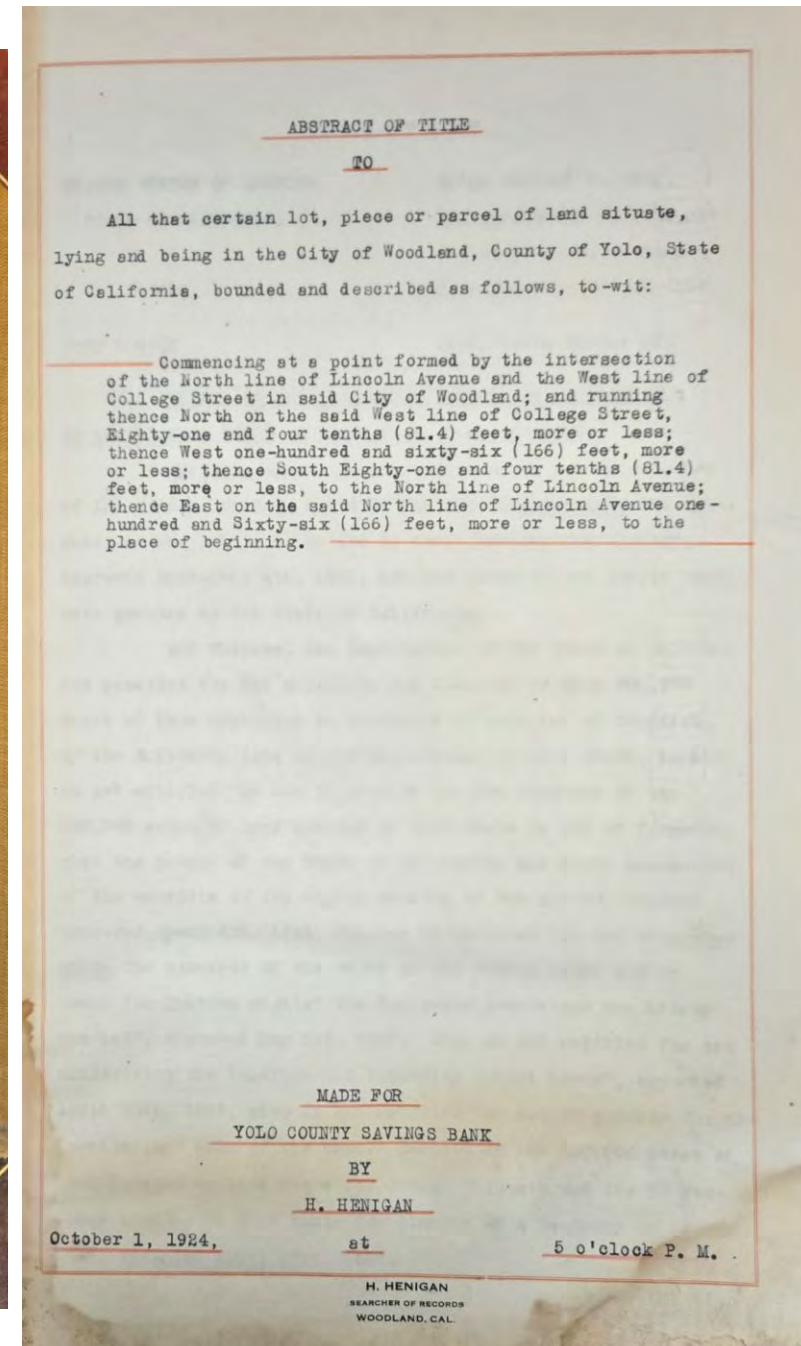 ABSTRACT OF TITLE
TO
All that certain lot, piece or parcel of land situate,
lying and being in the City of Woodland, County of Yolo, State
of California, bounded and described as follows, to-wit:
Commencing at a point formed by the intersection
of the North line of Lincoln Avenue and the West line of
College Street in said City of Woodland; and running
thence North on the said West line of College Street,
Eighty-one and four tenths (81.4) feet, more or less;
thence West one-hundred and sixty-six (166) feet, more
or less; thence South Eighty-one and four tenths (81.4)
feet, more or less, to the North line of Lincoln Avenue;
thence East on the said North line of Lincoln Avenue one-
hundred and Sixty-six (166) feet, more or less, to the
place of beginning.
MADE FOR
YOLO COUNTY SAVINGS BANK
BY
H. HENIGAN
October 1, 1924, at 5 o'clock P. M.
H. HENIGAN
SEARCHER OF RECORDS
WOODLAND, CAL.